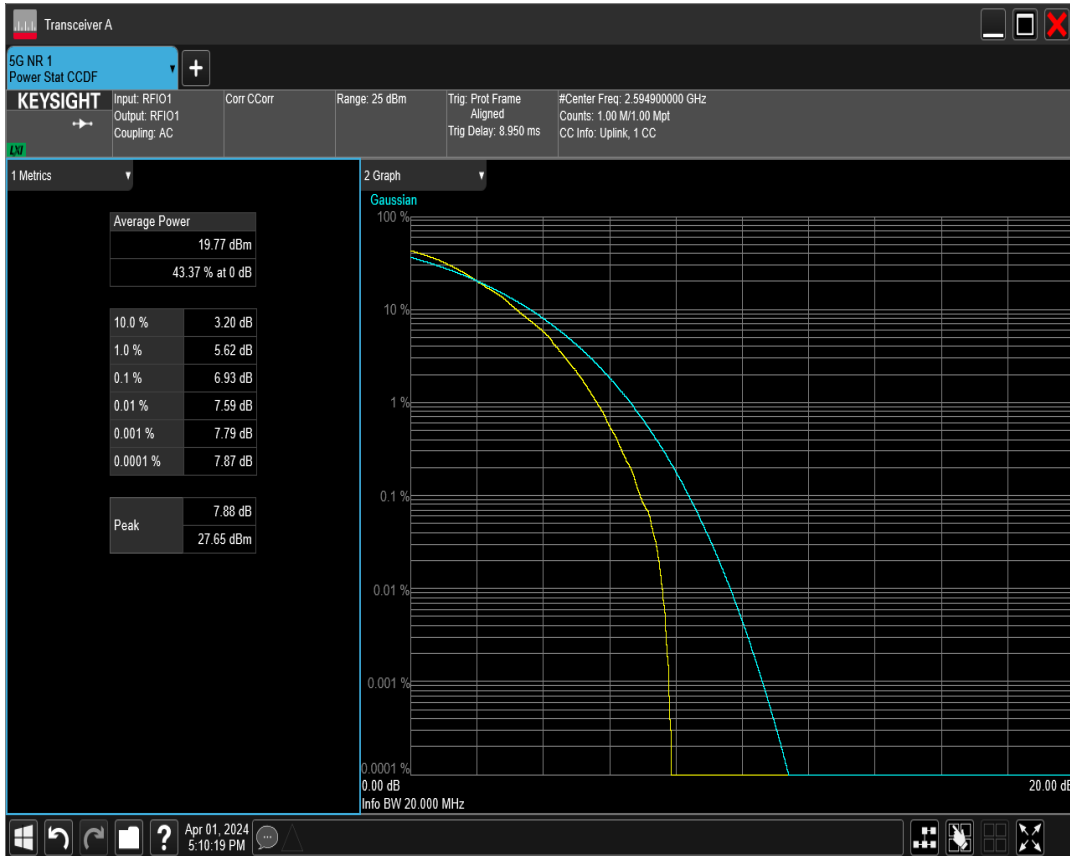 Transceiver A
5G NR 1
Power Stat CCDF
KEYSIGHT
LXI
Input: RFIO1
Output: RFIO1
Coupling: AC
Corr CCorr
Range: 25 dBm
Trig: Prot Frame
Aligned
Trig Delay: 8.950 ms
#Center Freq: 2.594900000 GHz
Counts: 1.00 M/1.00 Mpt
CC Info: Uplink, 1 CC
1 Metrics
Average Power
19.77 dBm
43.37 % at 0 dB
10.0 % 3.20 dB
1.0 % 5.62 dB
0.1 % 6.93 dB
0.01 % 7.59 dB
0.001 % 7.79 dB
0.0001 % 7.87 dB
Peak
7.88 dB
27.65 dBm
2 Graph
Gaussian
100 %
10 %
1 %
0.1 %
0.01 %
0.001 %
0.0001 %
0.00 dB
20.00 dB
Info BW 20.000 MHz
?
Apr 01, 2024
5:10:19 PM